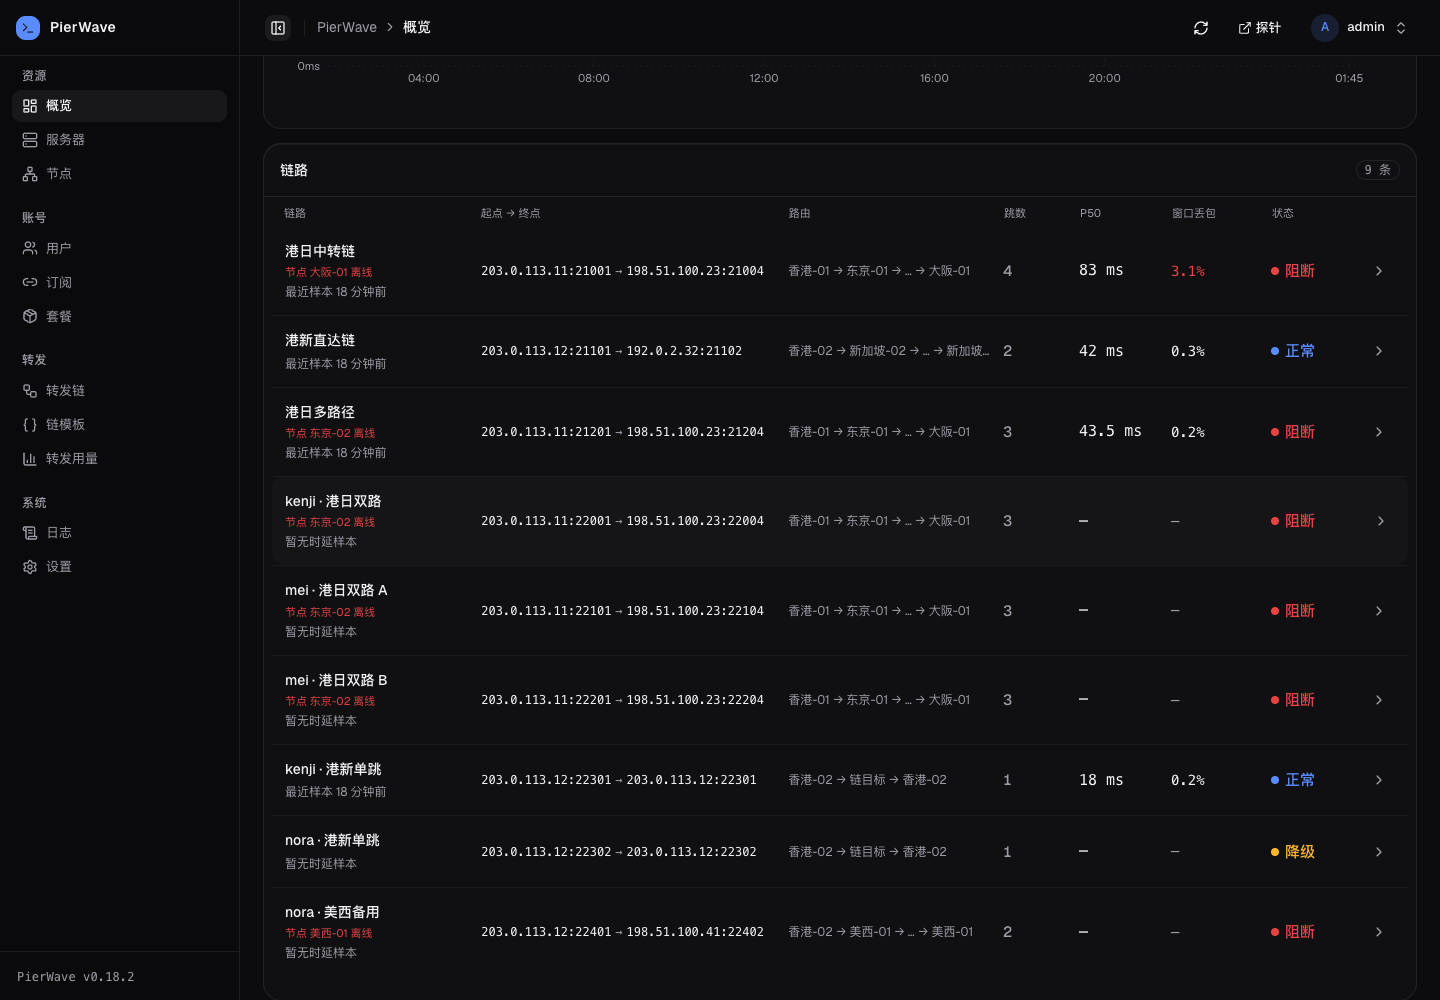 PierWave
PierWave > 概览
探针
A admin
资源
概览
服务器
节点
账号
用户
订阅
套餐
转发
转发链
链模板
转发用量
系统
日志
设置
PierWave v0.18.2
0ms
04:00 08:00 12:00 16:00 20:00 01:45
链路 9 条
链路 起点 → 终点 路由 跳数 P50 窗口丢包 状态
港日中转链
节点 大阪-01 离线
最近样本 18 分钟前
203.0.113.11:21001 → 198.51.100.23:21004 香港-01 → 东京-01 → … → 大阪-01 4 83 ms 3.1% 阻断
港新直达链
最近样本 18 分钟前
203.0.113.12:21101 → 192.0.2.32:21102 香港-02 → 新加坡-02 → … → 新加坡… 2 42 ms 0.3% 正常
港日多路径
节点 东京-02 离线
最近样本 18 分钟前
203.0.113.11:21201 → 198.51.100.23:21204 香港-01 → 东京-01 → … → 大阪-01 3 43.5 ms 0.2% 阻断
kenji · 港日双路
节点 东京-02 离线
暂无时延样本
203.0.113.11:22001 → 198.51.100.23:22004 香港-01 → 东京-01 → … → 大阪-01 3 — — 阻断
mei · 港日双路 A
节点 东京-02 离线
暂无时延样本
203.0.113.11:22101 → 198.51.100.23:22104 香港-01 → 东京-01 → … → 大阪-01 3 — — 阻断
mei · 港日双路 B
节点 东京-02 离线
暂无时延样本
203.0.113.11:22201 → 198.51.100.23:22204 香港-01 → 东京-01 → … → 大阪-01 3 — — 阻断
kenji · 港新单跳
最近样本 18 分钟前
203.0.113.12:22301 → 203.0.113.12:22301 香港-02 → 链目标 → 香港-02 1 18 ms 0.2% 正常
nora · 港新单跳
暂无时延样本
203.0.113.12:22302 → 203.0.113.12:22302 香港-02 → 链目标 → 香港-02 1 — — 降级
nora · 美西备用
节点 美西-01 离线
暂无时延样本
203.0.113.12:22401 → 198.51.100.41:22402 香港-02 → 美西-01 → … → 美西-01 2 — — 阻断